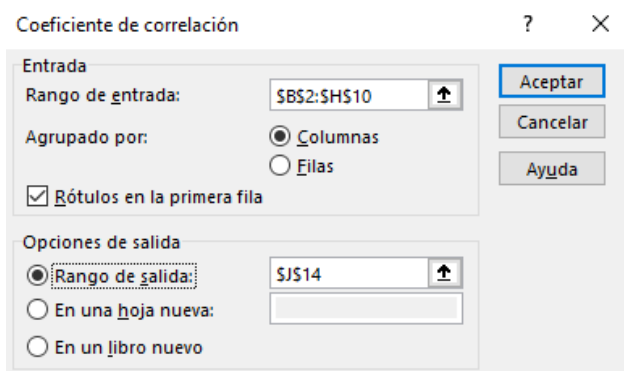 Coeficiente de correlación ? ×
Entrada
Rango de entrada: $B$2:$H$10
Aceptar
Agrupado por: Columnas
Cancelar
Filas
Ayuda
Rótulos en la primera fila
Opciones de salida
Rango de salida: $J$14
En una hoja nueva:
En un libro nuevo